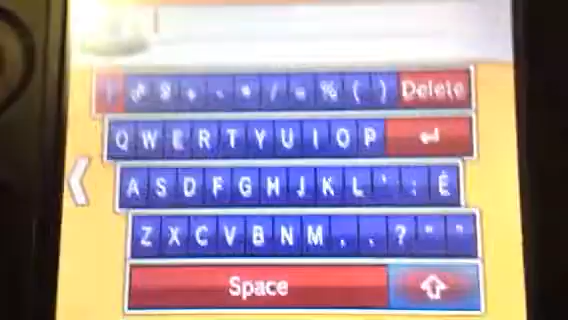 % ( ) Delete
Q W E R T Y U I O P
A S D F G H J K L ' : É
Z X C V B N M , . ? " "
Space